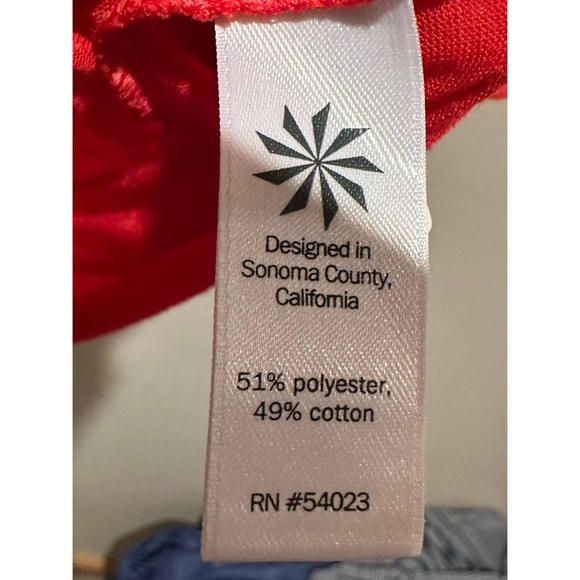 Designed in
Sonoma County,
California
51% polyester,
49% cotton
RN #54023